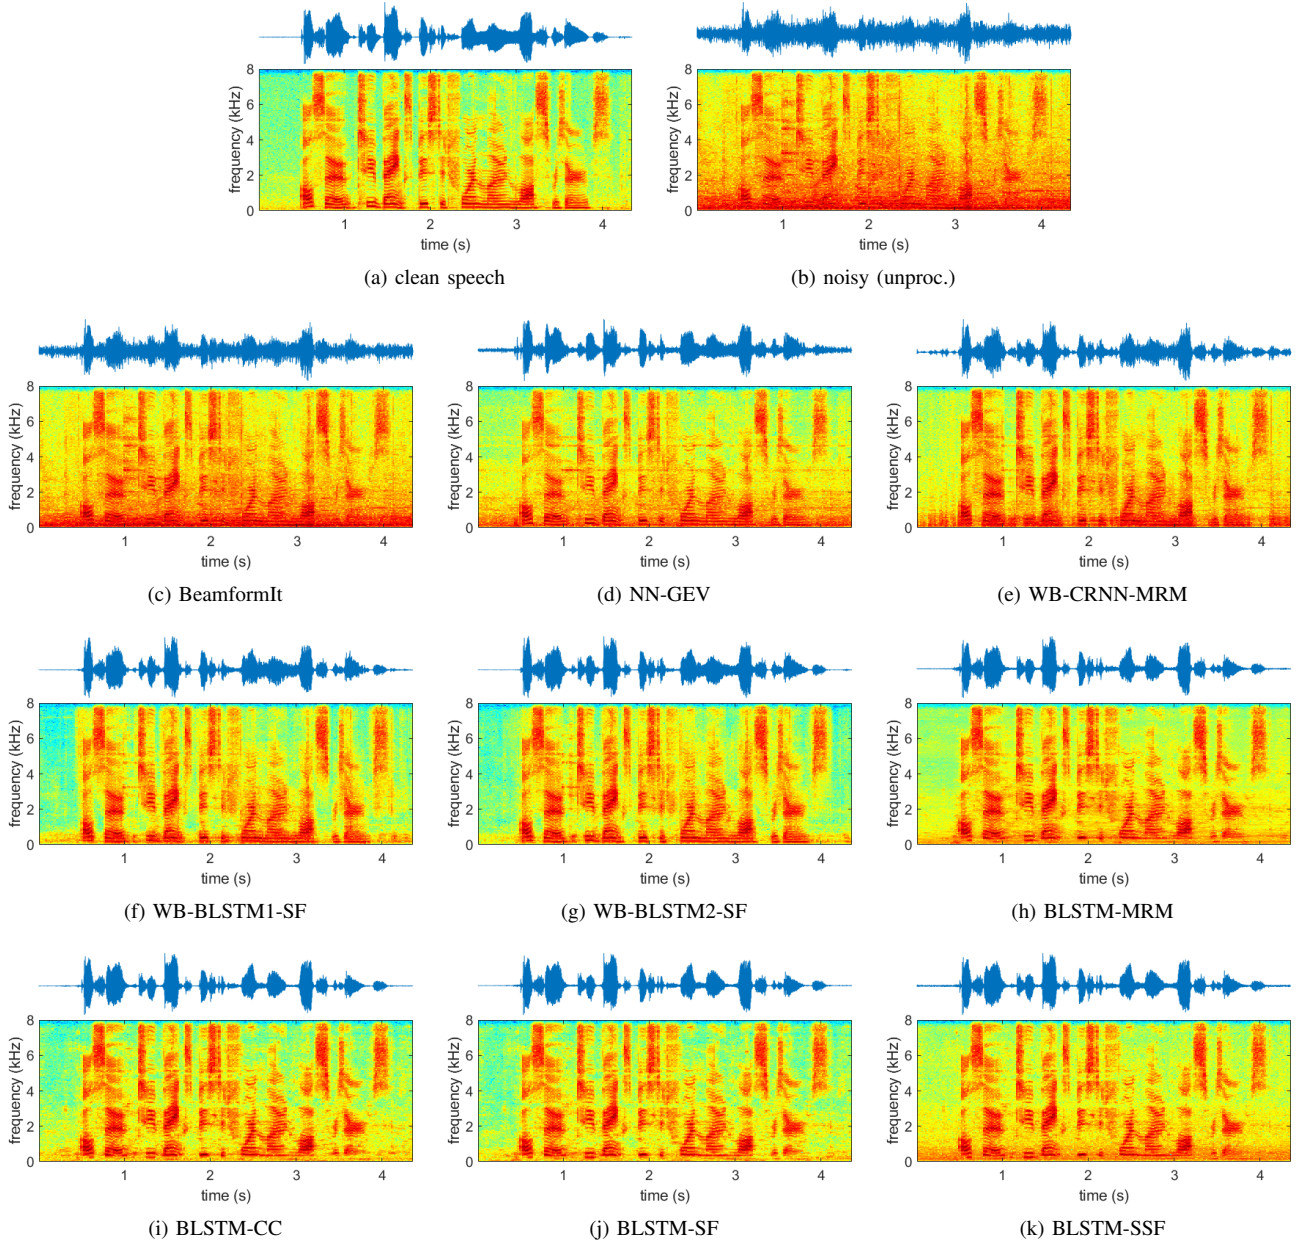 8
6
4
2
0
frequency (kHz)
1 2 3 4
time (s)
(a) clean speech
8
6
4
2
0
frequency (kHz)
1 2 3 4
time (s)
(b) noisy (unproc.)
8
6
4
2
0
frequency (kHz)
1 2 3 4
time (s)
(c) BeamformIt
8
6
4
2
0
frequency (kHz)
1 2 3 4
time (s)
(d) NN-GEV
8
6
4
2
0
frequency (kHz)
1 2 3 4
time (s)
(e) WB-CRNN-MRM
8
6
4
2
0
frequency (kHz)
1 2 3 4
time (s)
(f) WB-BLSTM1-SF
8
6
4
2
0
frequency (kHz)
1 2 3 4
time (s)
(g) WB-BLSTM2-SF
8
6
4
2
0
frequency (kHz)
1 2 3 4
time (s)
(h) BLSTM-MRM
8
6
4
2
0
frequency (kHz)
1 2 3 4
time (s)
(i) BLSTM-CC
8
6
4
2
0
frequency (kHz)
1 2 3 4
time (s)
(j) BLSTM-SF
8
6
4
2
0
frequency (kHz)
1 2 3 4
time (s)
(k) BLSTM-SSF